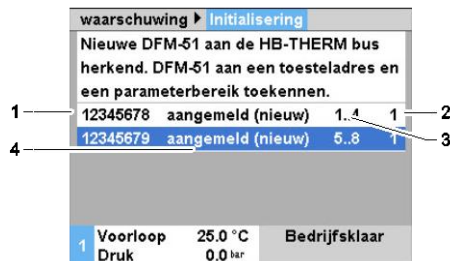 waarschuwing ▶ Initialisering
Nieuwe DFM-51 aan de HB-THERM bus
herkend. DFM-51 aan een toesteladres en
een parameterbereik toekennen.
1 12345678 aangemeld (nieuw) 1..4 1 2
12345679 aangemeld (nieuw) 5..8 1 3
4
1 Voorloop 25.0 °C Bedrijfsklaar
Druk 0.0 bar